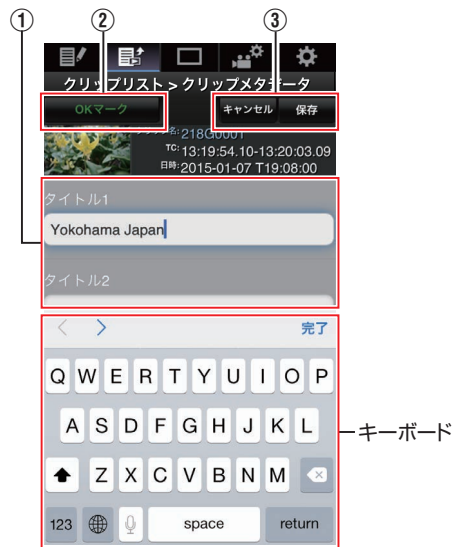 ① ② ③
クリップリスト > クリップメタデータ
OKマーク キャンセル 保存
218G0001
TC: 13:19:54.10-13:20:03.09
日時: 2015-01-07 T19:08:00
タイトル1
Yokohama Japan
タイトル2
< > 完了
Q W E R T Y U I O P
A S D F G H J K L
キーボード
Z X C V B N M
123 space return